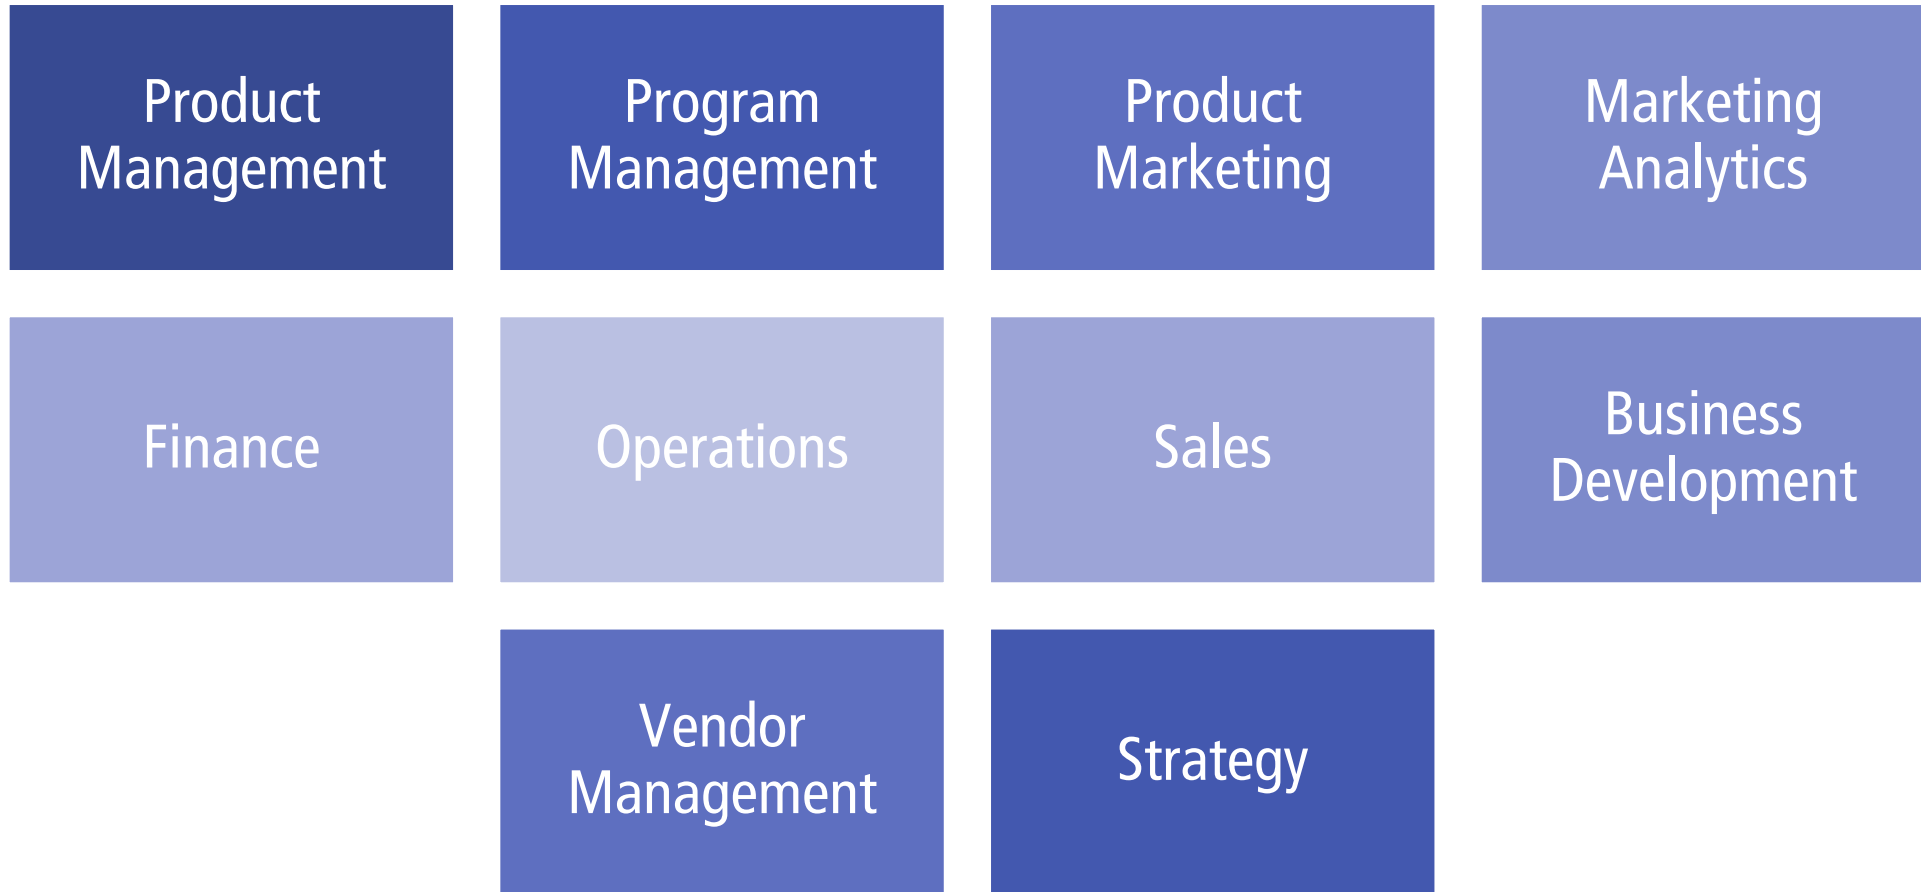 Product
Management
Program
Management
Product
Marketing
Marketing
Analytics
Finance
Operations
Sales
Business
Development
Vendor
Management
Strategy